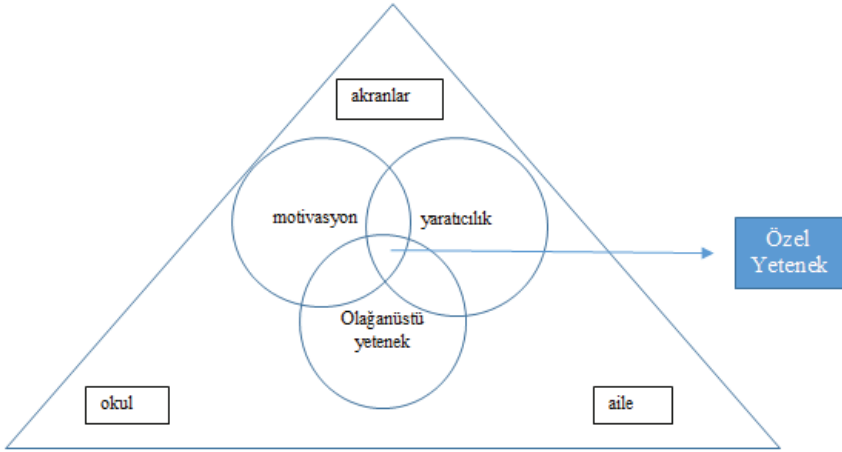 akranlar
motivasyon
yaratıcılık
Özel
Yetenek
Olağanüstü
yetenek
okul
aile